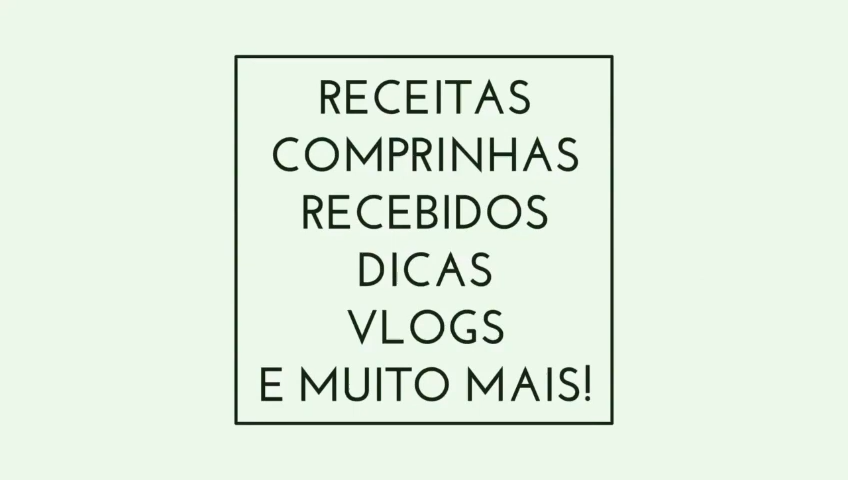 RECEITAS
COMPRINHAS
RECEBIDOS
DICAS
VLOGS
E MUITO MAIS!